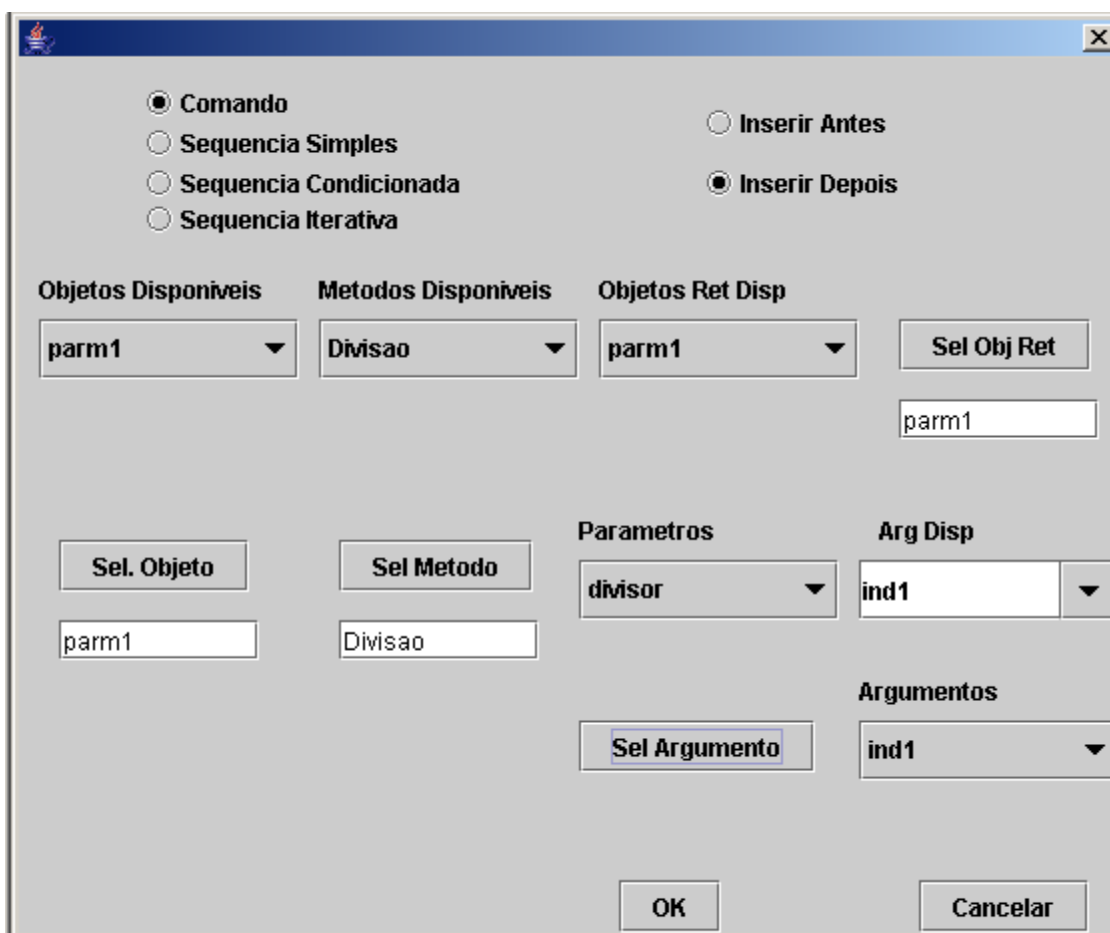 Comando
Sequencia Simples
Sequencia Condicionada
Sequencia Iterativa
Inserir Antes
Inserir Depois
Objetos Disponiveis
Metodos Disponiveis
Objetos Ret Disp
parm1
Divisao
parm1
Sel Obj Ret
parm1
Parametros
Arg Disp
Sel. Objeto
Sel Metodo
divisor
ind1
parm1
Divisao
Argumentos
Sel Argumento
ind1
OK
Cancelar